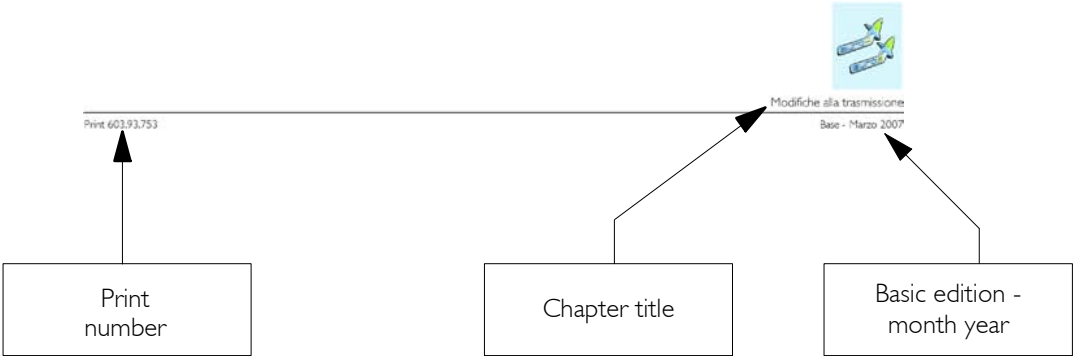 Modifiche alla trasmissione
Print 603.93.753
Base - Marzo 2007
Print
number
Chapter title
Basic edition -
month year